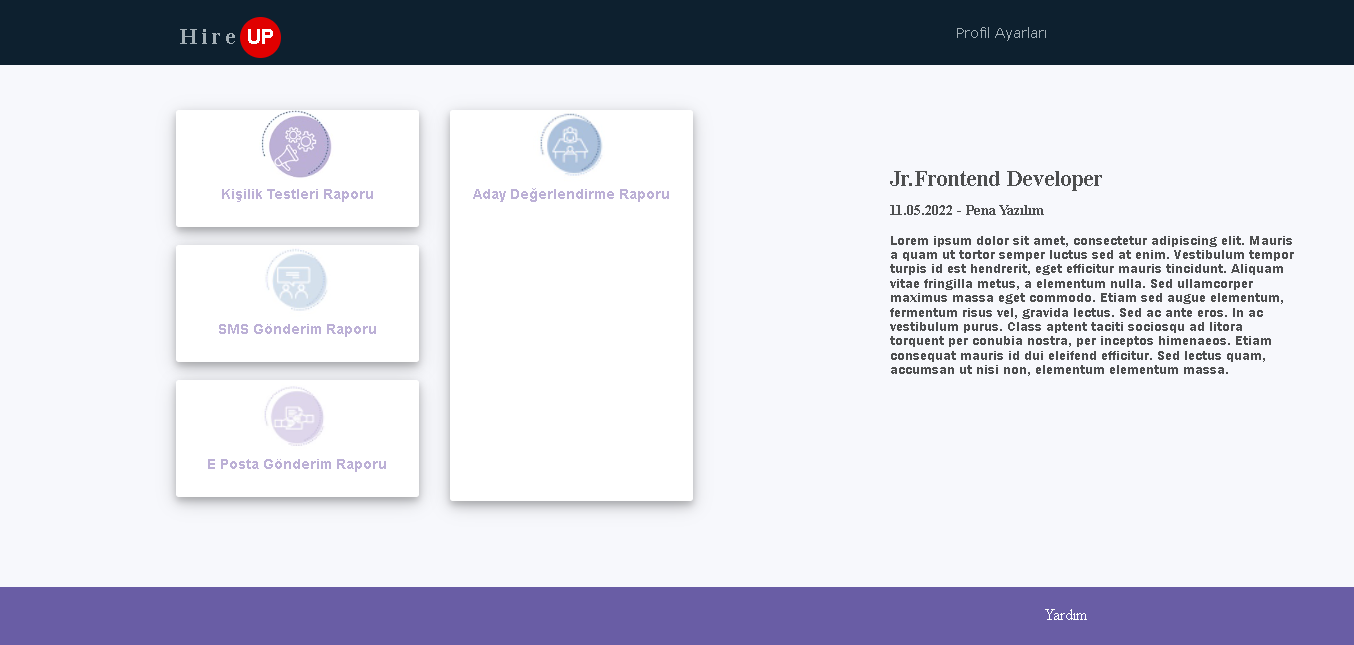 Hire UP
Profil Ayarları
Kişilik Testleri Raporu
SMS Gönderim Raporu
E Posta Gönderim Raporu
Aday Değerlendirme Raporu
Jr.Frontend Developer
11.05.2022 - Pena Yazılım
Lorem ipsum dolor sit amet, consectetur adipiscing elit. Mauris
a quam ut tortor semper luctus sed at enim. Vestibulum tempor
turpis id est hendrerit, eget efficitur mauris tincidunt. Aliquam
vitae fringilla metus, a elementum nulla. Sed ullamcorper
maximus massa eget commodo. Etiam sed augue elementum,
fermentum risus vel, gravida lectus. Sed ac ante eros. In ac
vestibulum purus. Class aptent taciti sociosqu ad litora
torquent per conubia nostra, per inceptos himenaeos. Etiam
consequat mauris id dui eleifend efficitur. Sed lectus quam,
accumsan ut nisi non, elementum elementum massa.
Yardım